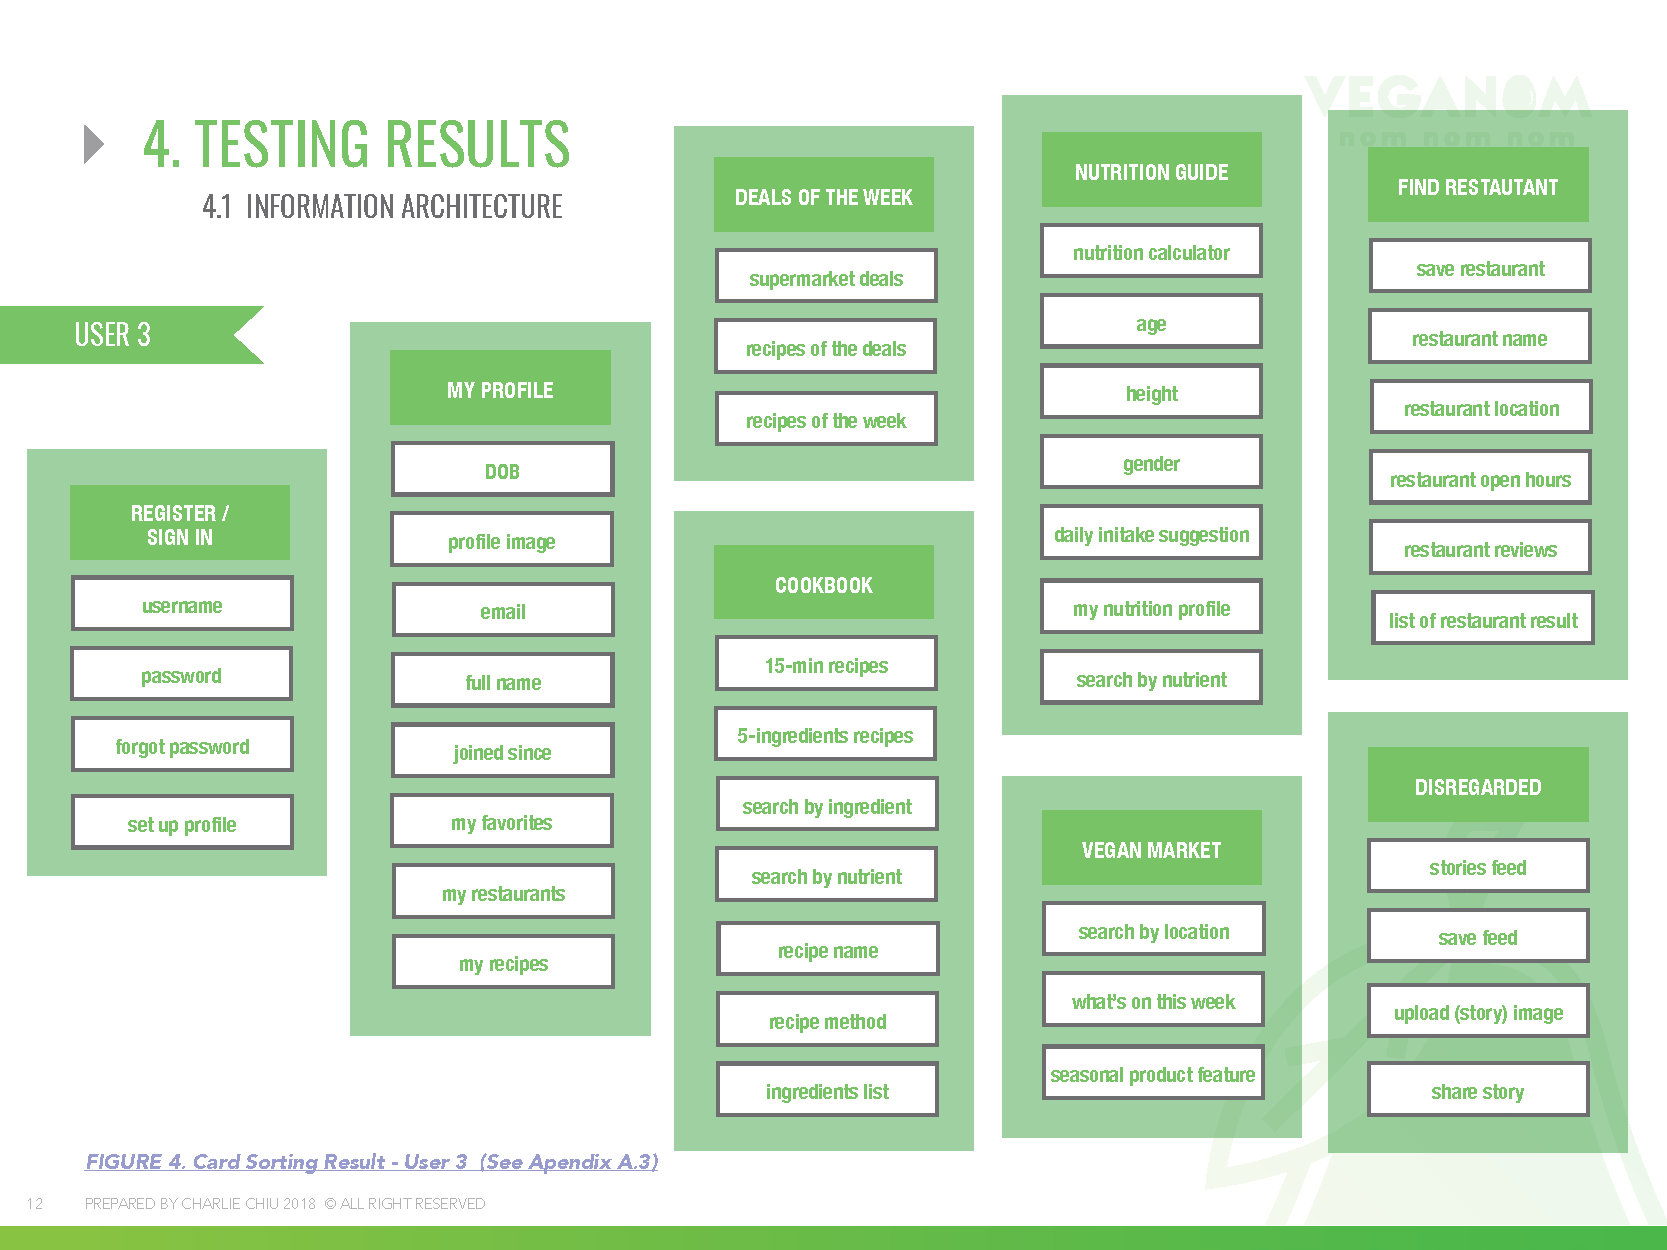 VEGANOM
nom nom nom
4. TESTING RESULTS
4.1 INFORMATION ARCHITECTURE
USER 3
REGISTER /
SIGN IN
username
password
forgot password
set up profile
MY PROFILE
DOB
profile image
email
full name
joined since
my favorites
my restaurants
my recipes
DEALS OF THE WEEK
supermarket deals
recipes of the deals
recipes of the week
COOKBOOK
15-min recipes
5-ingredients recipes
search by ingredient
search by nutrient
recipe name
recipe method
ingredients list
NUTRITION GUIDE
nutrition calculator
age
height
gender
daily initake suggestion
my nutrition profile
search by nutrient
VEGAN MARKET
search by location
what's on this week
seasonal product feature
FIND RESTAUTANT
save restaurant
restaurant name
restaurant location
restaurant open hours
restaurant reviews
list of restaurant result
DISREGARDED
stories feed
save feed
upload (story) image
share story
FIGURE 4. Card Sorting Result - User 3 (See Apendix A.3)
12 PREPARED BY CHARLIE CHIU 2018 © ALL RIGHT RESERVED